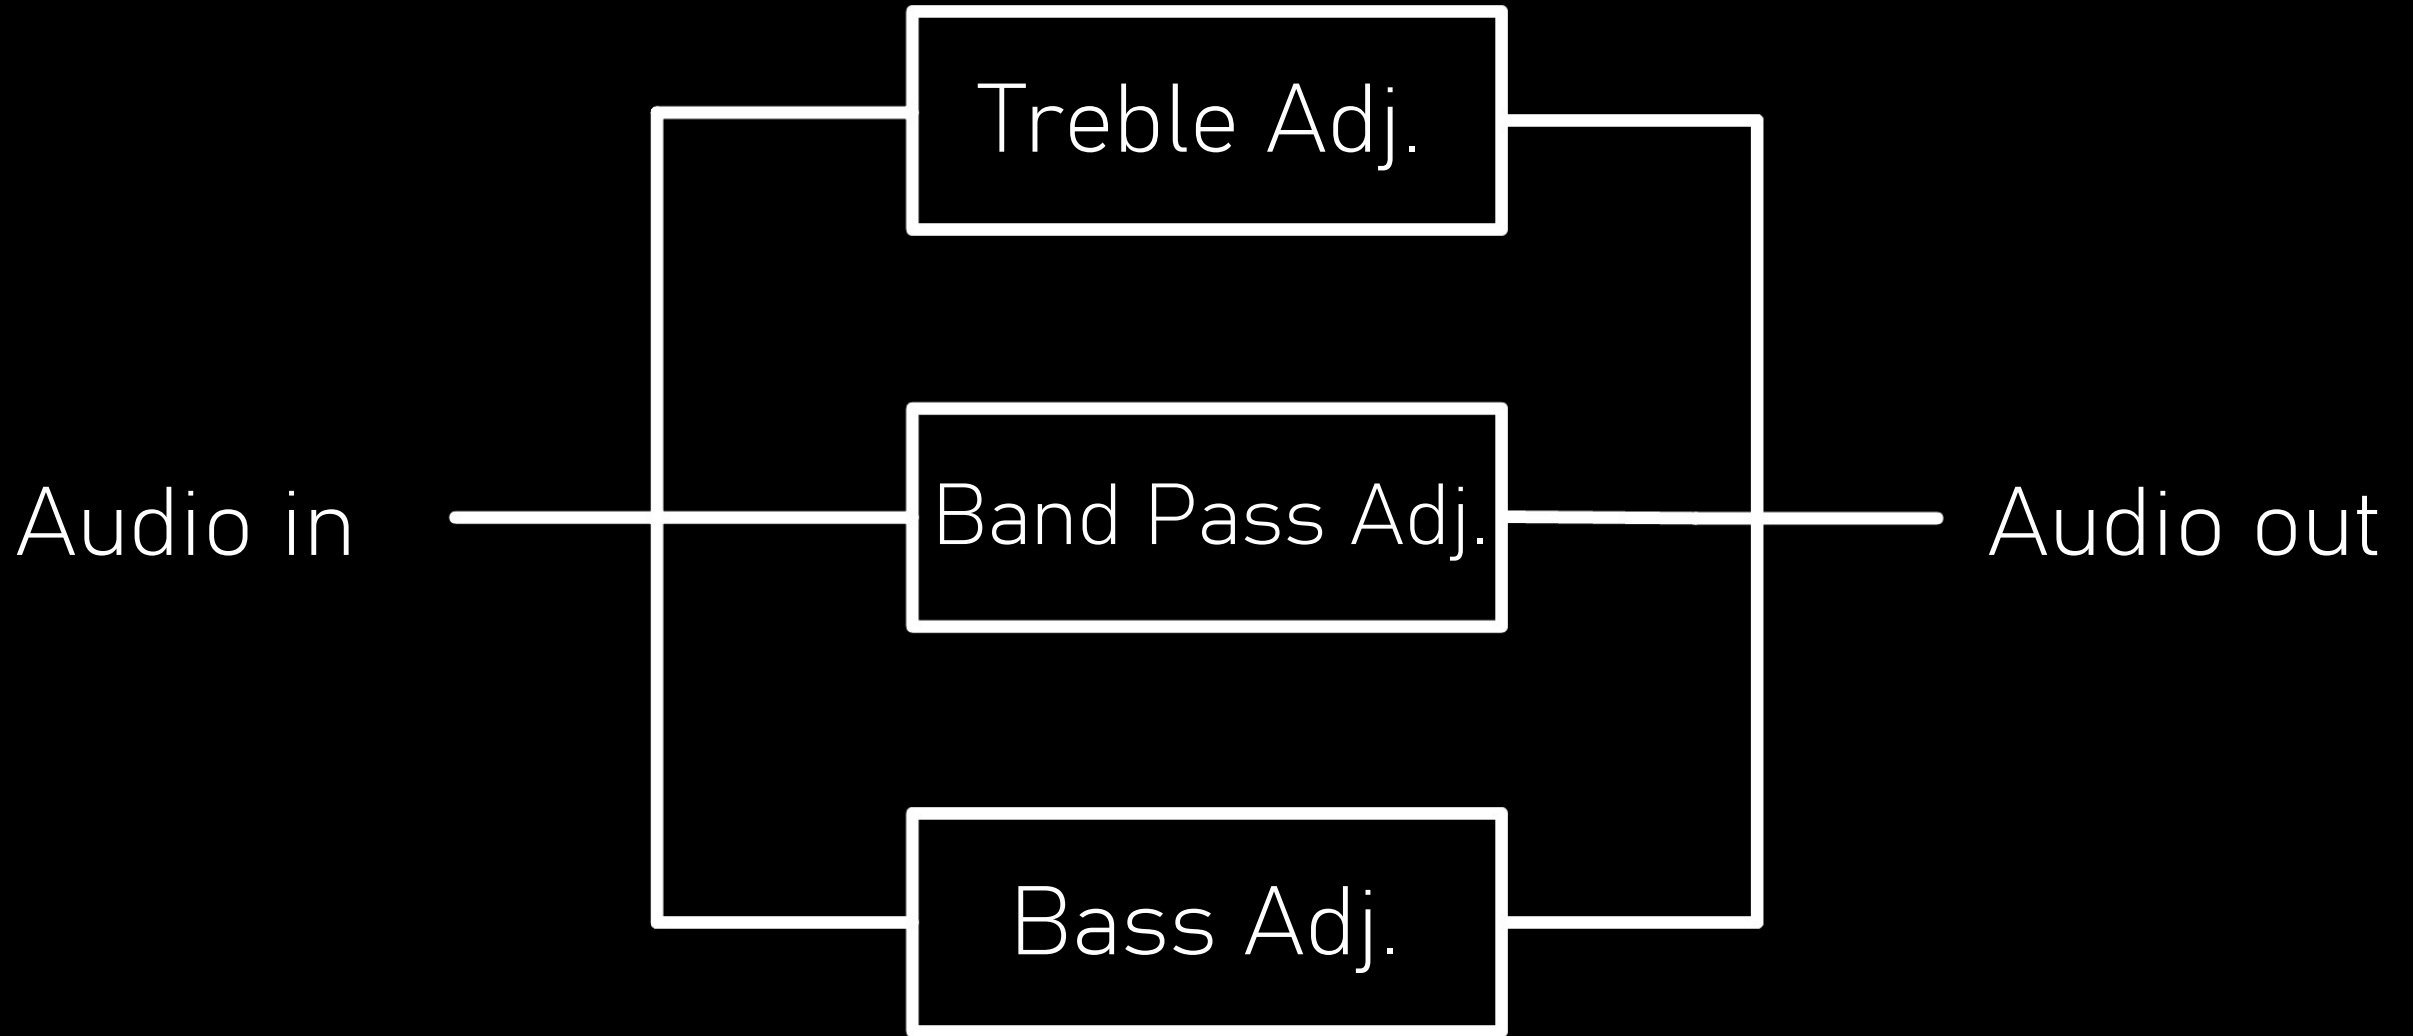 Treble Adj.
Audio in
Band Pass Adj.
Audio out
Bass Adj.